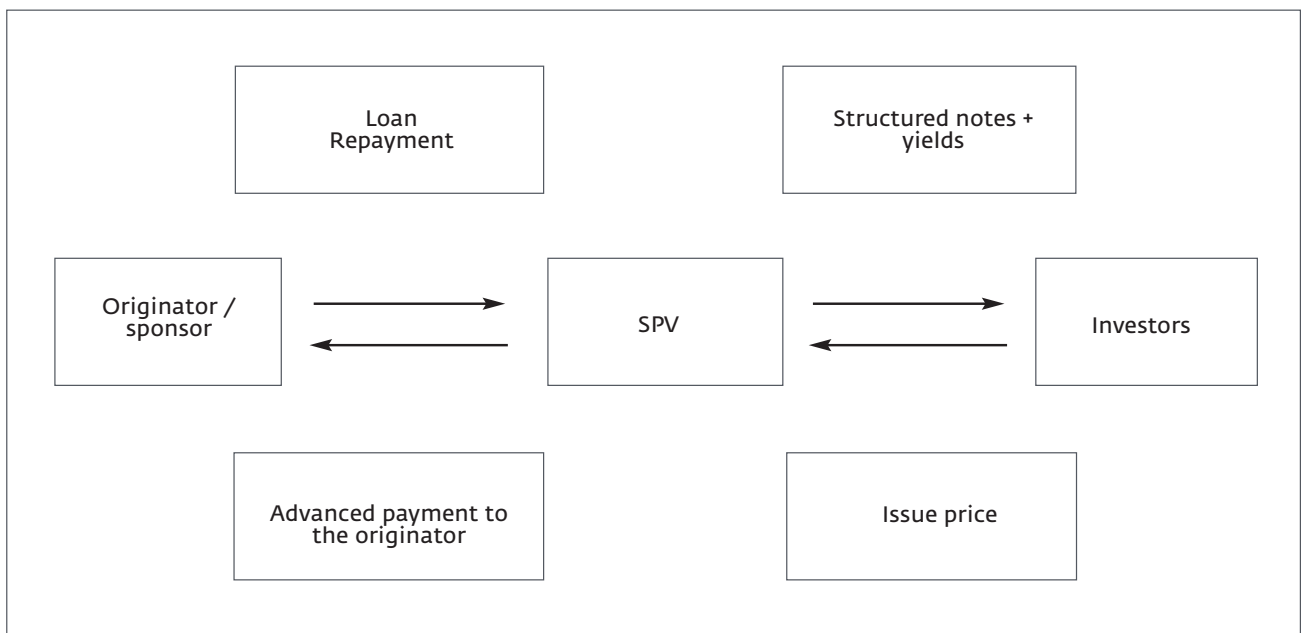 Loan
Repayment
Structured notes +
yields
Originator /
sponsor
SPV
Investors
Advanced payment to
the originator
Issue price